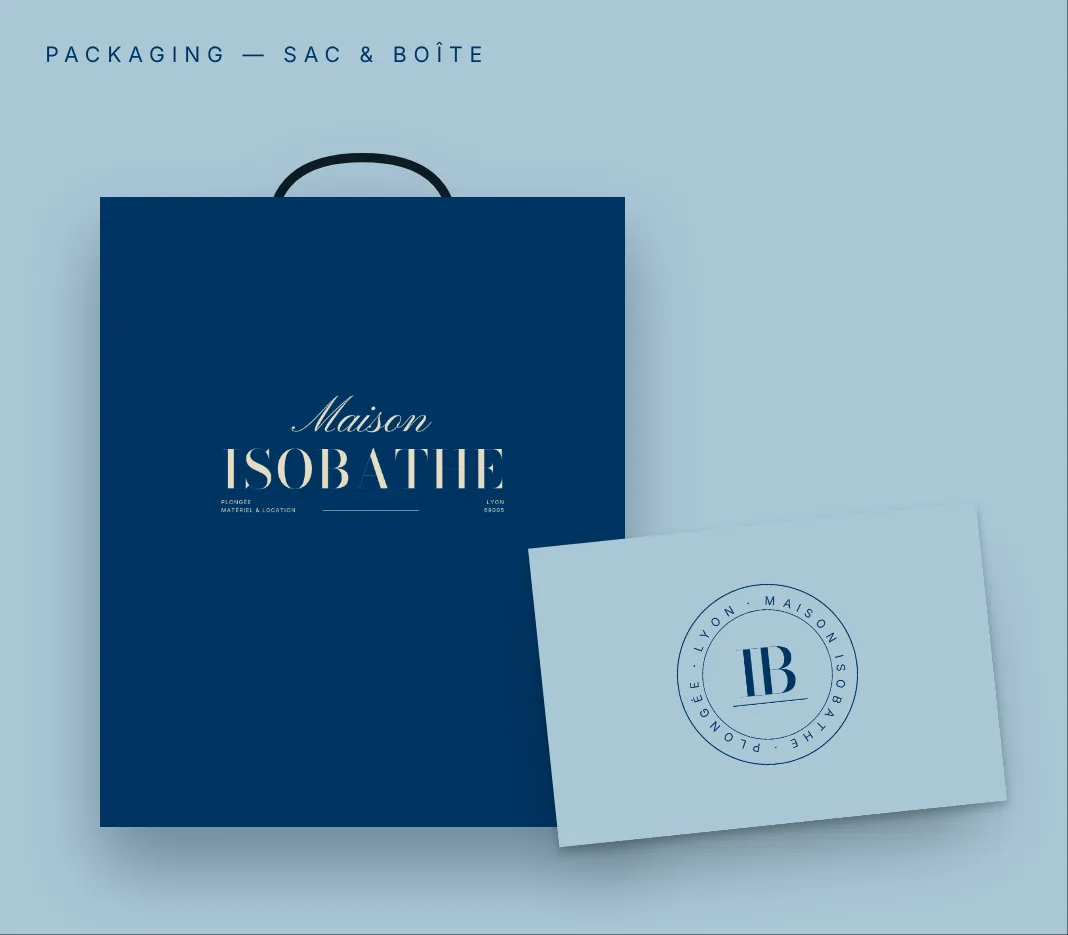 PACKAGING — SAC & BOÎTE
Maison
ISOBATHE
PLONGÉE
MATÉRIEL & LOCATION
LYON
69005
MAISON ISOBATHE · PLONGÉE · LYON ·
IB